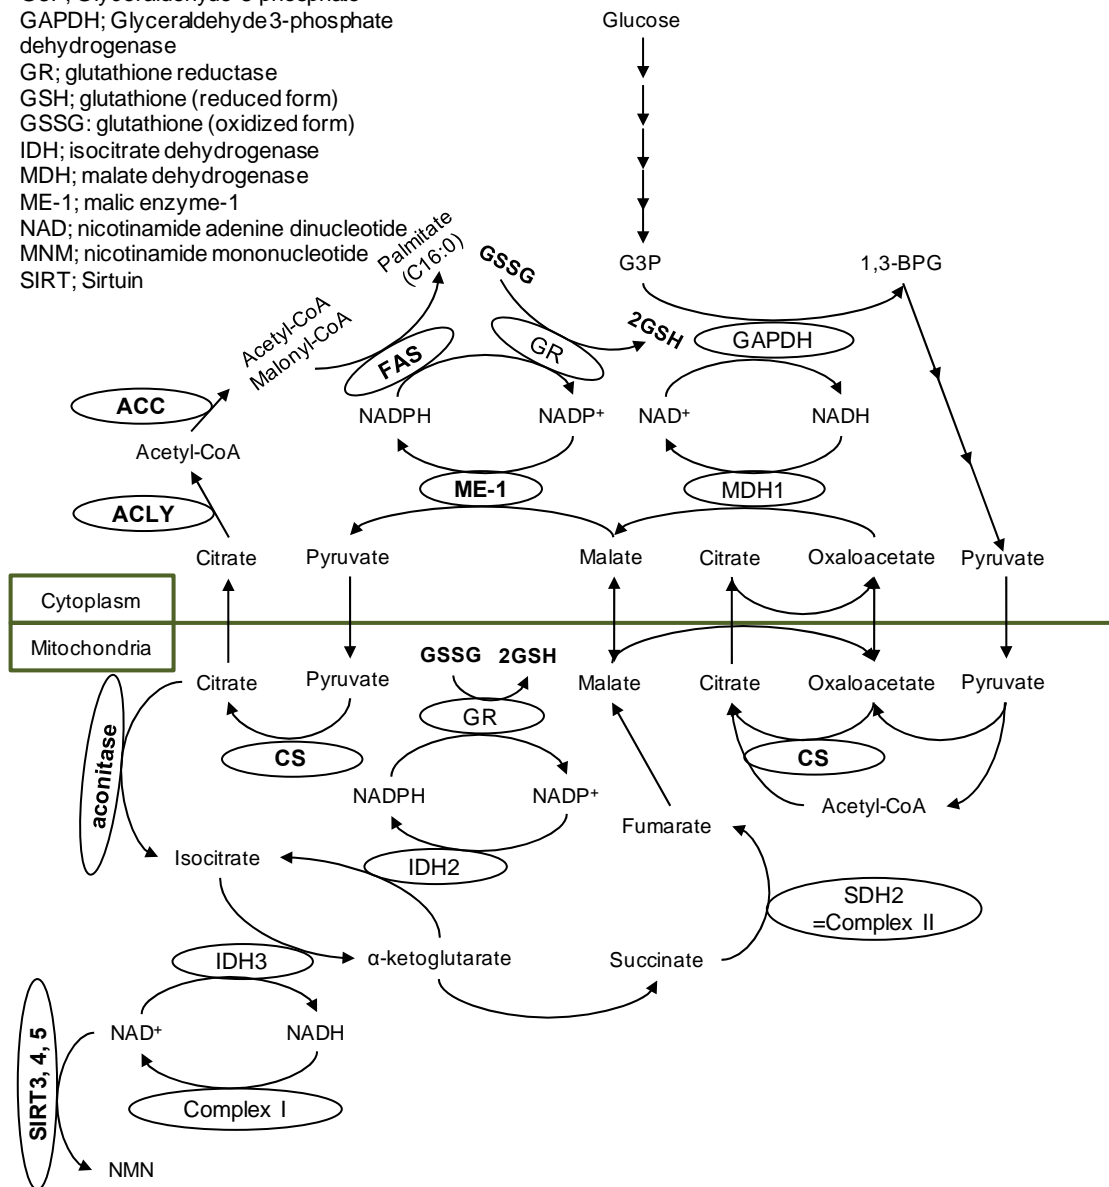 GAPDH; Glyceraldehyde 3-phosphate
dehydrogenase
GR; glutathione reductase
GSH; glutathione (reduced form)
GSSG: glutathione (oxidized form)
IDH; isocitrate dehydrogenase
MDH; malate dehydrogenase
ME-1; malic enzyme-1
NAD; nicotinamide adenine dinucleotide
MNM; nicotinamide mononucleotide
SIRT; Sirtuin
Glucose
G3P
1,3-BPG
GAPDH
Palmitate
(C16:0)
GSSG
2GSH
GR
FAS
Acetyl-CoA
Malonyl-CoA
ACC
Acetyl-CoA
ACLY
NADPH
NADP+
NAD+
NADH
ME-1
MDH1
Citrate
Pyruvate
Malate
Citrate
Oxaloacetate
Pyruvate
Cytoplasm
Mitochondria
Citrate
Pyruvate
GSSG
2GSH
Malate
Citrate
Oxaloacetate
Pyruvate
GR
CS
CS
aconitase
NADPH
NADP+
Acetyl-CoA
Fumarate
Isocitrate
IDH2
SDH2
=Complex II
IDH3
α-ketoglutarate
Succinate
SIRT3, 4, 5
NAD+
NADH
Complex I
NMN